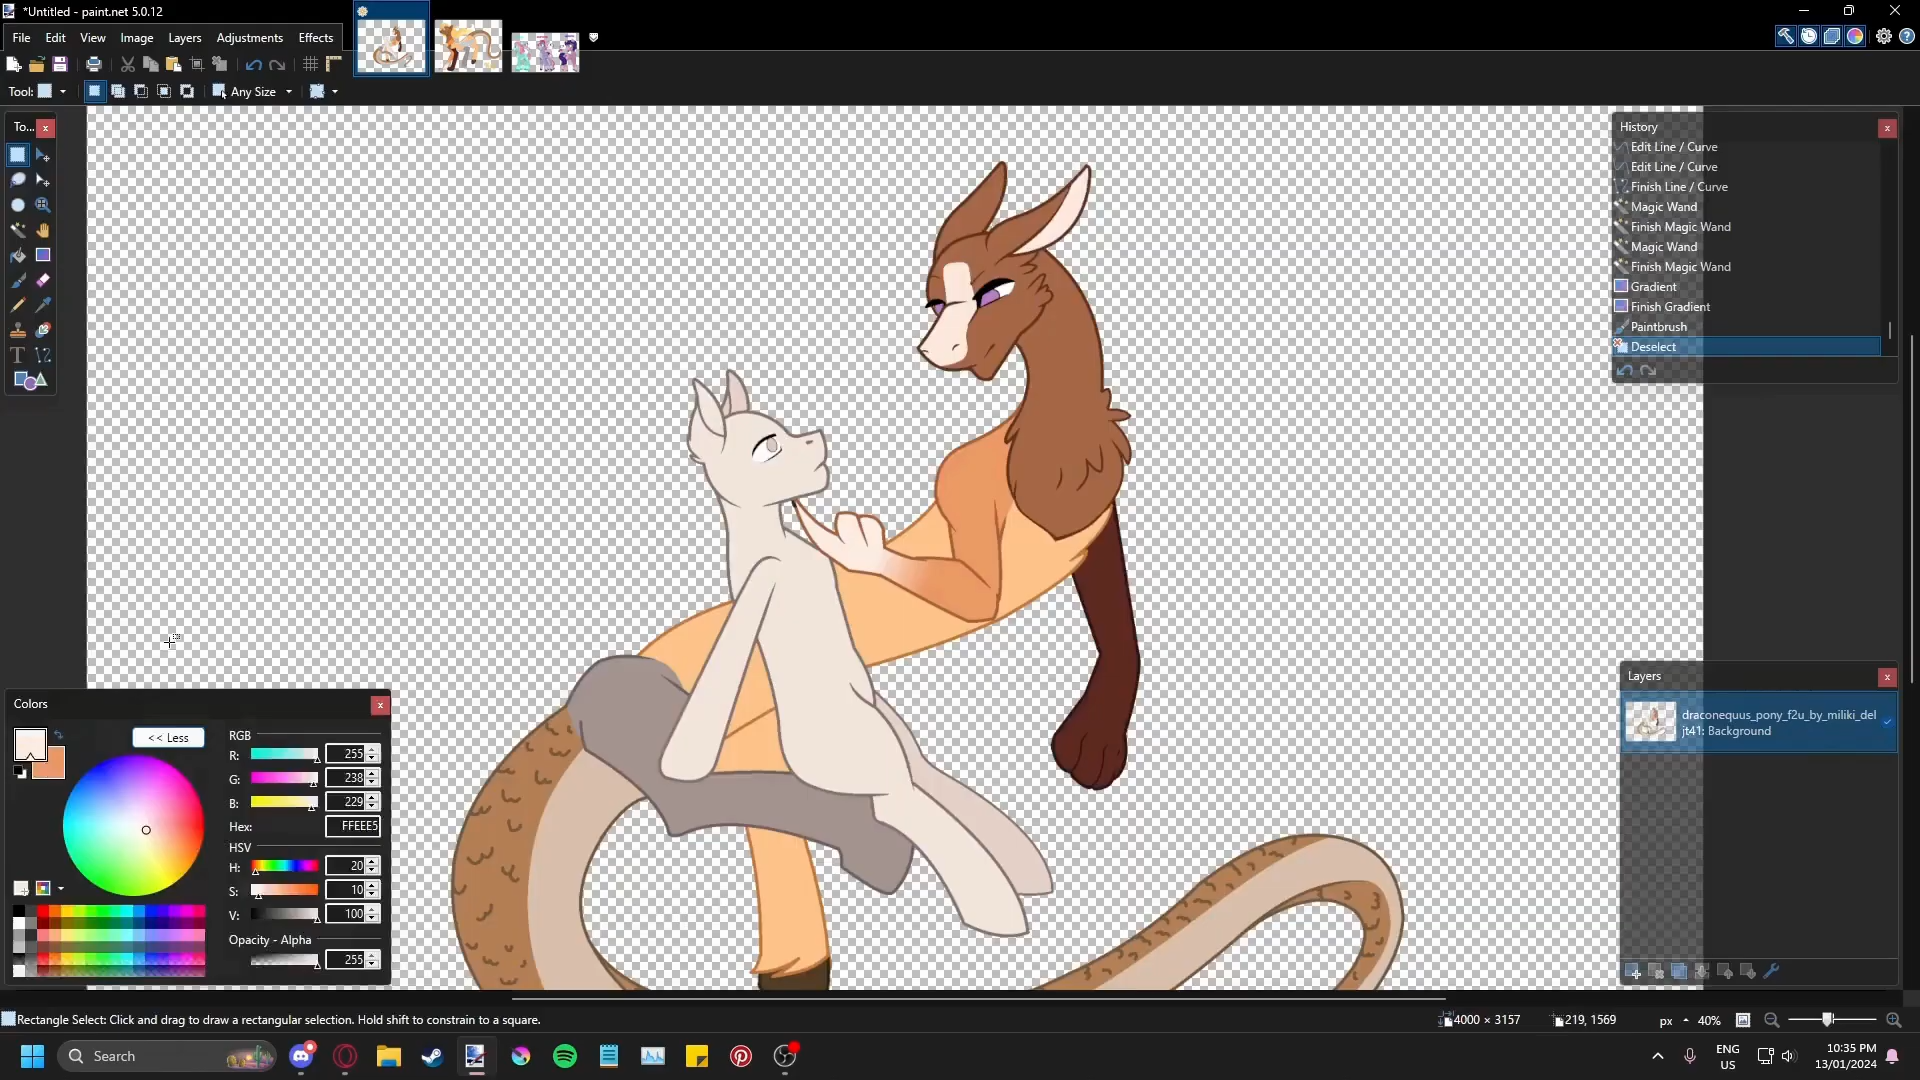 *Untitled - paint.net 5.0.12
File Edit View Image Layers Adjustments Effects
Tool: Any Size
To...
History
Edit Line / Curve
Edit Line / Curve
Finish Line / Curve
Magic Wand
Finish Magic Wand
Magic Wand
Finish Magic Wand
Gradient
Finish Gradient
Paintbrush
Deselect
Layers
draconequus_pony_f2u_by_miliki_del
jt41: Background
Colors
<< Less
RGB
R: 255
G: 238
B: 229
Hex: FFEEE5
HSV
H: 20
S: 10
V: 100
Opacity - Alpha
255
Rectangle Select: Click and drag to draw a rectangular selection. Hold shift to constrain to a square.
4000 × 3157
219, 1569
px
40%
Search
ENG
US
10:35 PM
13/01/2024